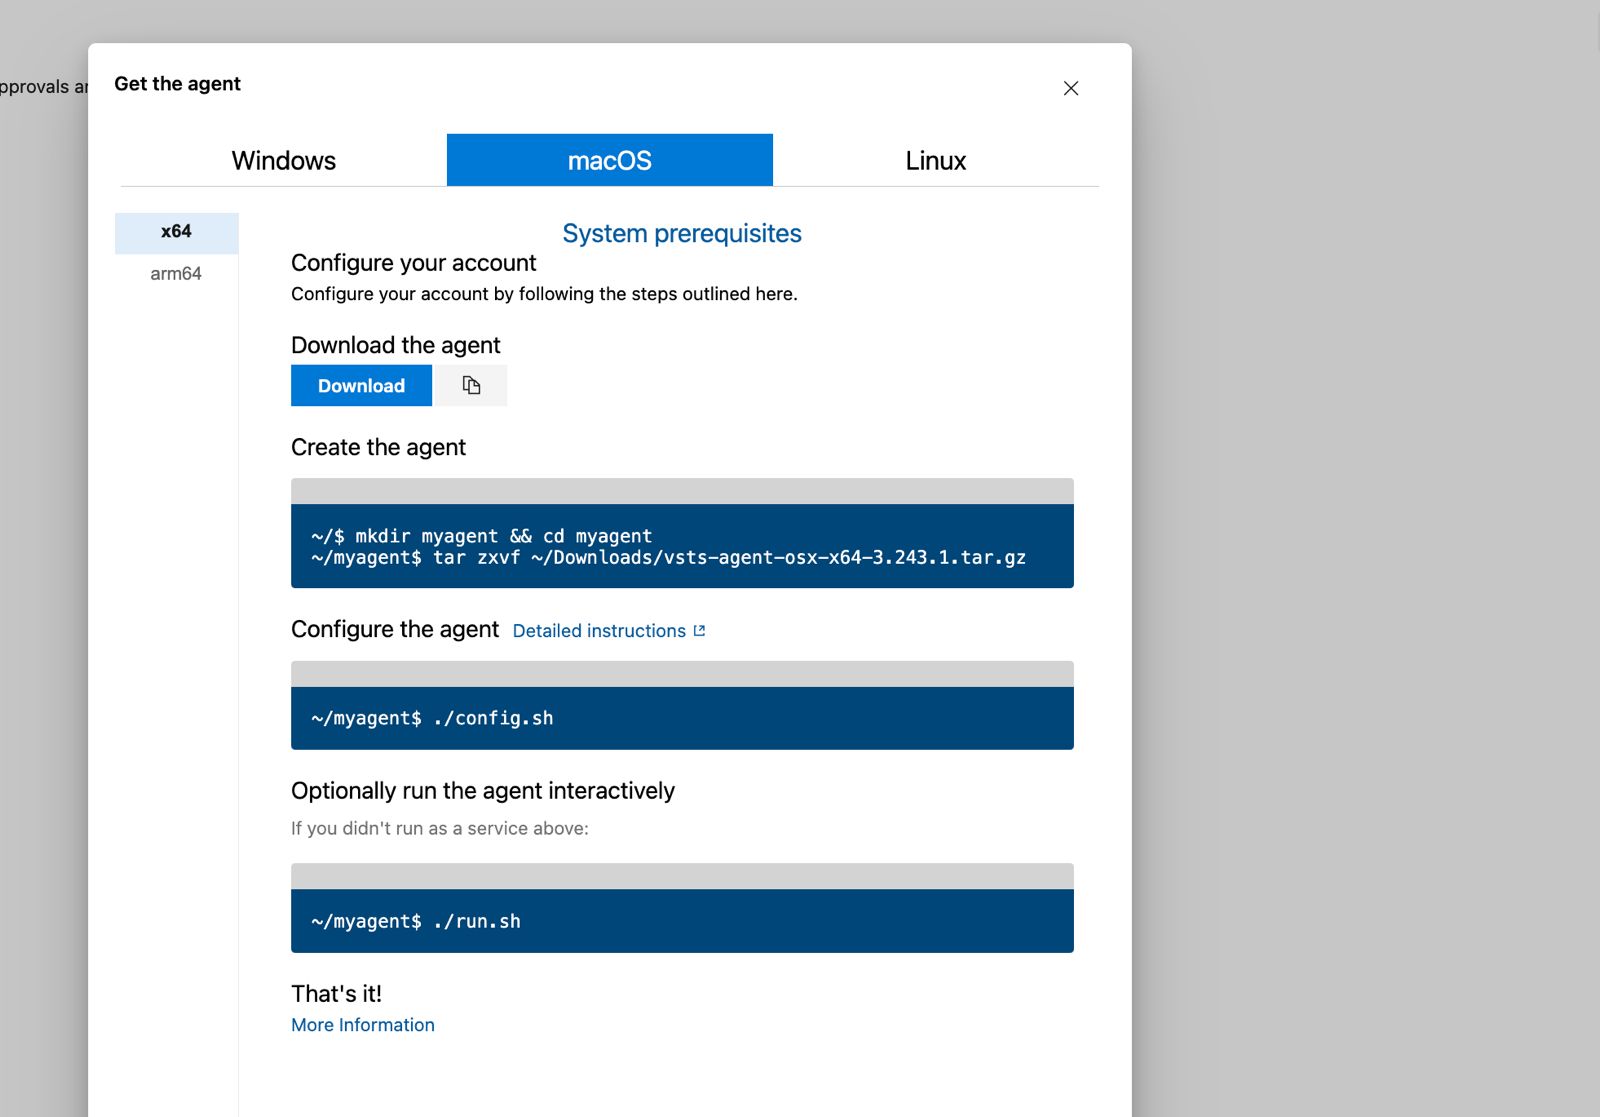 pprovals ar
Get the agent
Windows
macOS
Linux
x64
arm64
System prerequisites
Configure your account
Configure your account by following the steps outlined here.
Download the agent
Download
Create the agent
~/$ mkdir myagent && cd myagent
~/myagent$ tar zxvf ~/Downloads/vsts-agent-osx-x64-3.243.1.tar.gz
Configure the agent Detailed instructions
~/myagent$ ./config.sh
Optionally run the agent interactively
If you didn't run as a service above:
~/myagent$ ./run.sh
That's it!
More Information